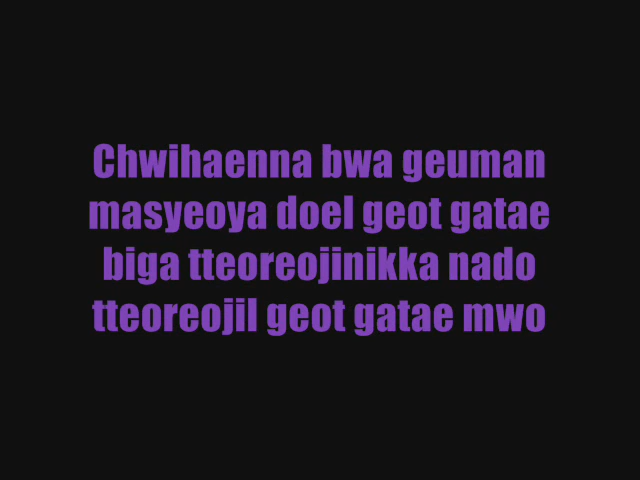 Chwihaenna bwa geuman
masyeoya doel geot gatae
biga tteoreojinikka nado
tteoreojil geot gatae mwo